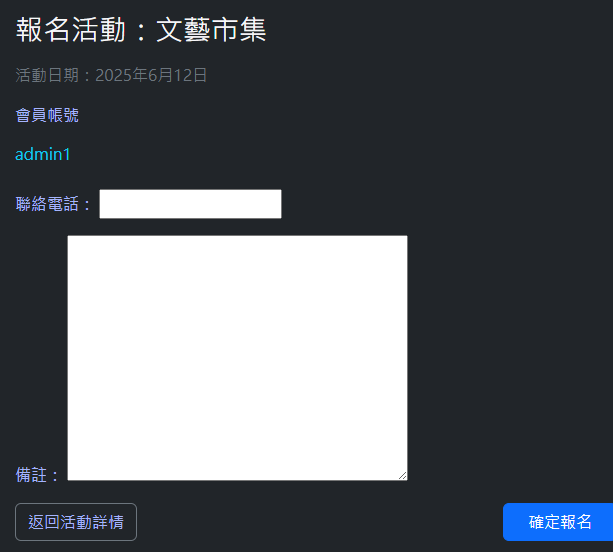 報名活動：文藝市集
活動日期：2025年6月12日
會員帳號
admin1
聯絡電話：
備註：
返回活動詳情
確定報名